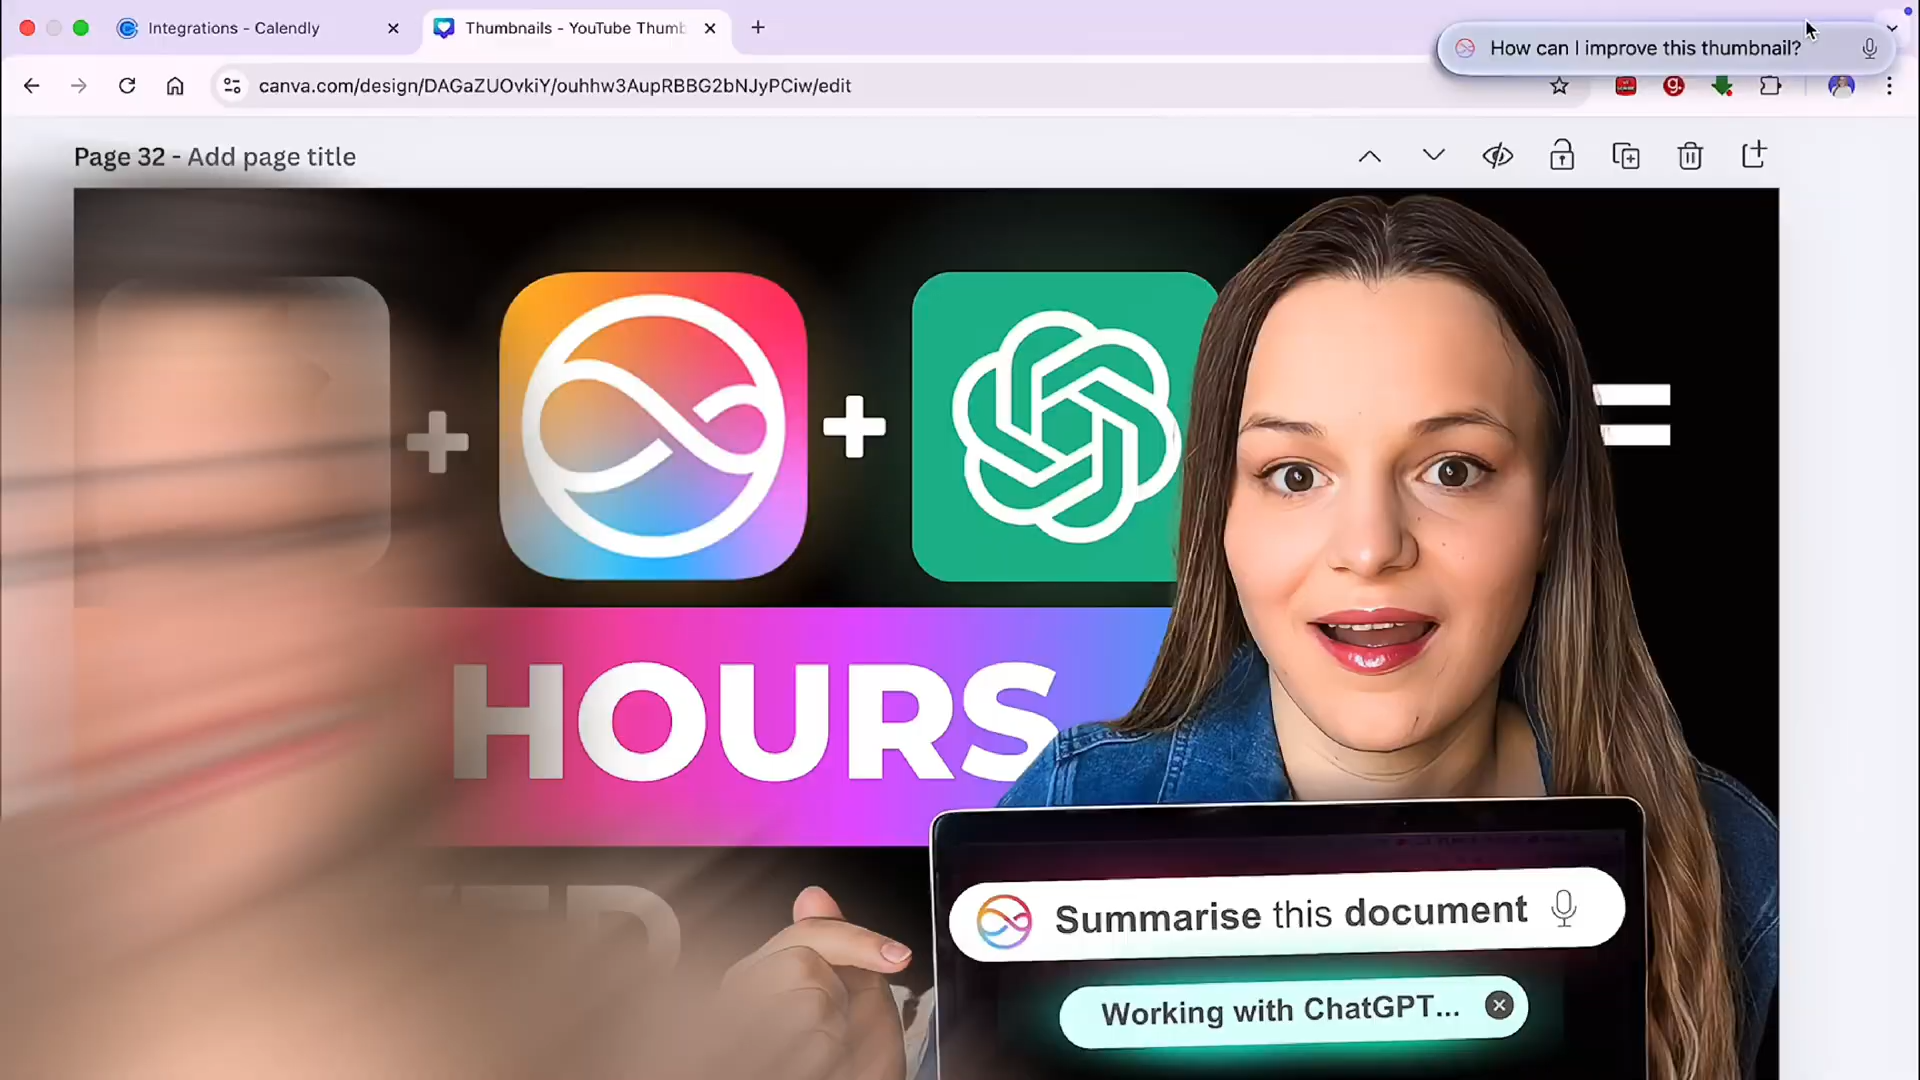 Integrations - Calendly
Thumbnails - YouTube Thumb
How can I improve this thumbnail?
canva.com/design/DAGaZUOvkiY/ouhhw3AupRBBG2bNJyPCiw/edit
Page 32 - Add page title
+
+
=
HOURS
Summarise this document
Working with ChatGPT...